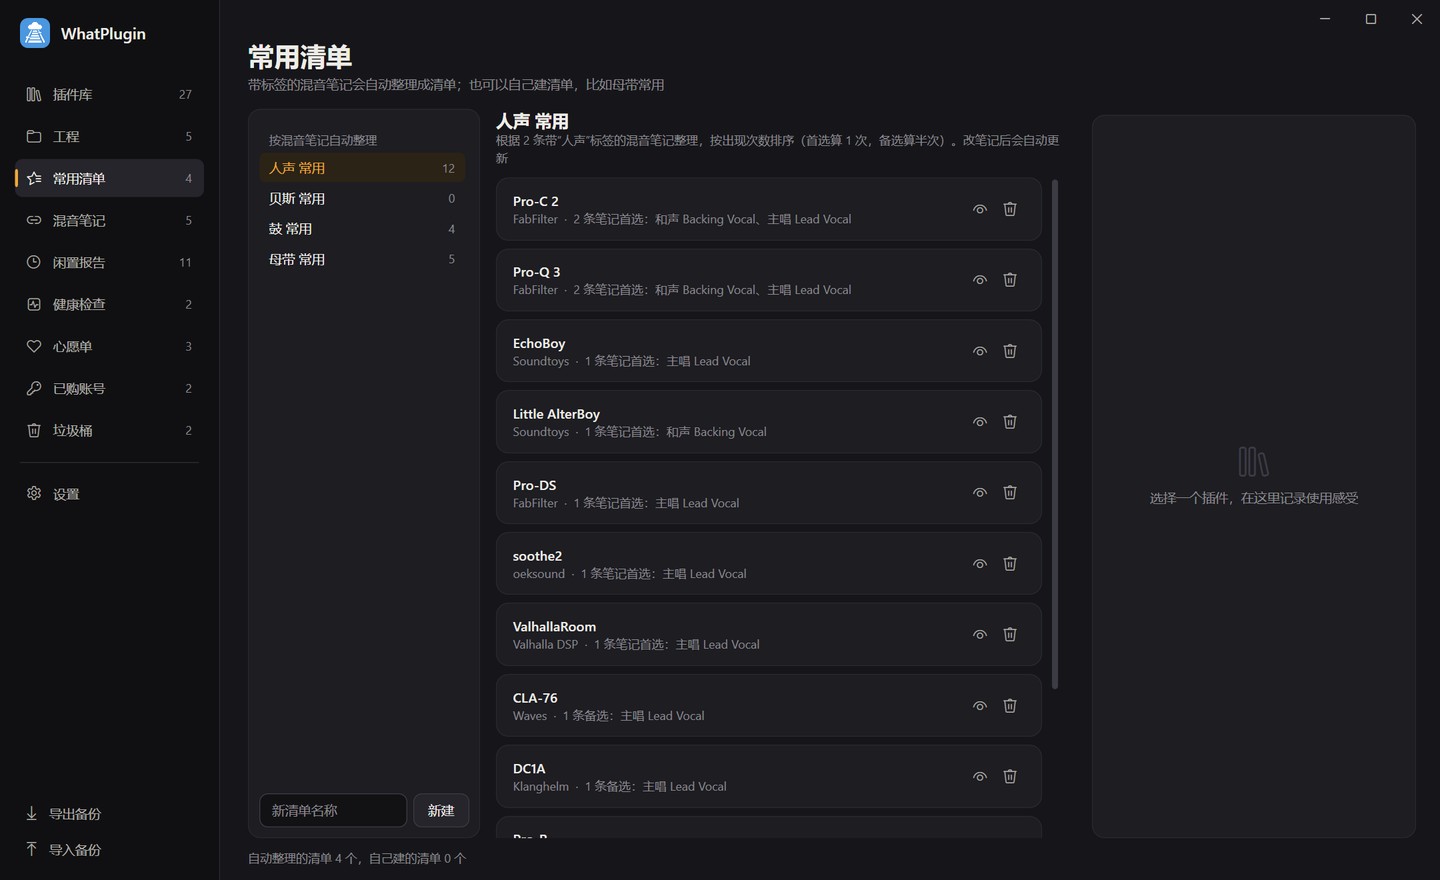 WhatPlugin
插件库 27
工程 5
常用清单 4
混音笔记 5
闲置报告 11
健康检查 2
心愿单 3
已购账号 2
垃圾桶 2
设置
导出备份
导入备份
常用清单
带标签的混音笔记会自动整理成清单；也可以自己建清单，比如母带常用
按混音笔记自动整理
人声 常用 12
贝斯 常用 0
鼓 常用 4
母带 常用 5
新清单名称 新建
自动整理的清单 4 个，自己建的清单 0 个
人声 常用
根据 2 条带“人声”标签的混音笔记整理，按出现次数排序（首选算 1 次，备选算半次）。改笔记后会自动更
新
Pro-C 2
FabFilter · 2 条笔记首选：和声 Backing Vocal、主唱 Lead Vocal
Pro-Q 3
FabFilter · 2 条笔记首选：和声 Backing Vocal、主唱 Lead Vocal
EchoBoy
Soundtoys · 1 条笔记首选：主唱 Lead Vocal
Little AlterBoy
Soundtoys · 1 条笔记首选：和声 Backing Vocal
Pro-DS
FabFilter · 1 条笔记首选：主唱 Lead Vocal
soothe2
oeksound · 1 条笔记首选：主唱 Lead Vocal
ValhallaRoom
Valhalla DSP · 1 条笔记首选：主唱 Lead Vocal
CLA-76
Waves · 1 条备选：主唱 Lead Vocal
DC1A
Klanghelm · 1 条备选：主唱 Lead Vocal
选择一个插件，在这里记录使用感受